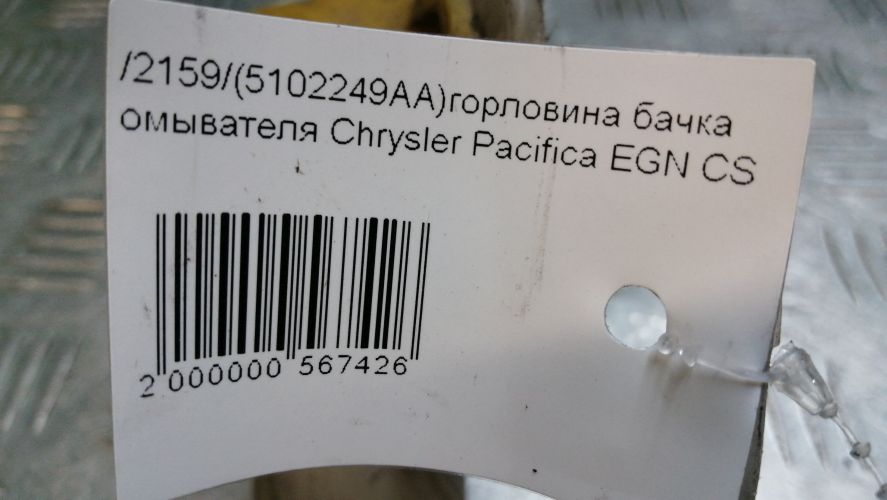 /2159/(5102249AA)горловина бачка
омывателя Chrysler Pacifica EGN CS
2 000000 567426